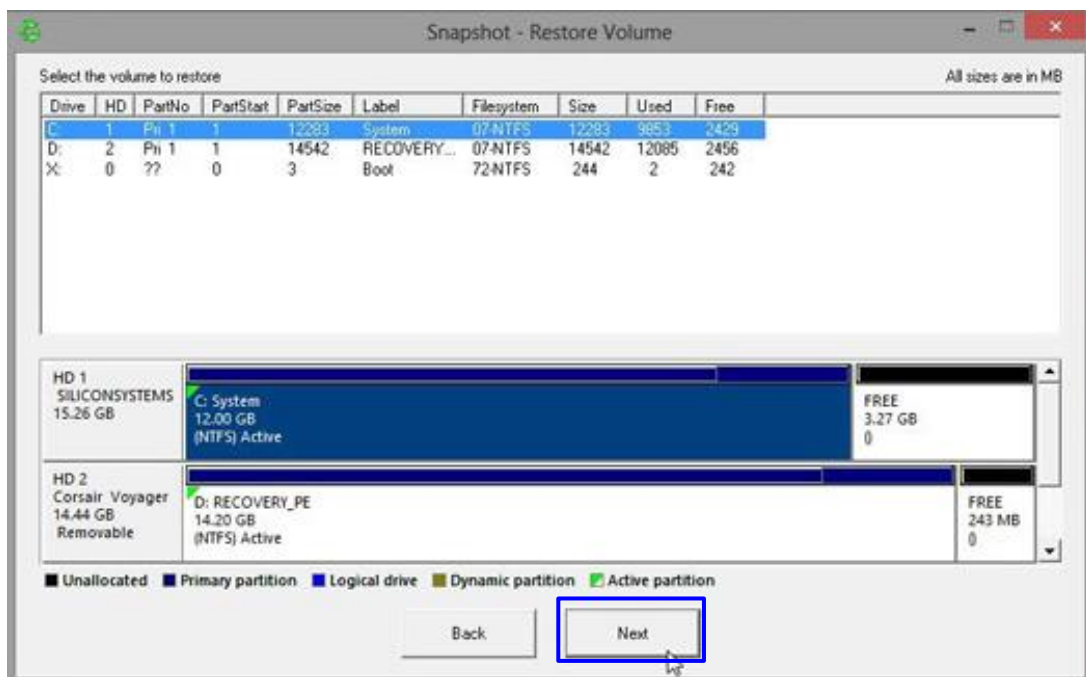 Snapshot - Restore Volume
Select the volume to restore All sizes are in MB
Drive HD PartNo PartStart PartSize Label Filesystem Size Used Free
C: 1 Pri 1 1 12283 System 07-NTFS 12283 9853 2429
D: 2 Pri 1 1 14542 RECOVERY... 07-NTFS 14542 12085 2456
X: 0 ?? 0 3 Boot 72-NTFS 244 2 242
HD 1
SILICONSYSTEMS
15.26 GB
C: System
12.00 GB
(NTFS) Active
FREE
3.27 GB
()
HD 2
Corsair Voyager
14.44 GB
Removable
D: RECOVERY_PE
14.20 GB
(NTFS) Active
FREE
243 MB
()
Unallocated Primary partition Logical drive Dynamic partition Active partition
Back Next